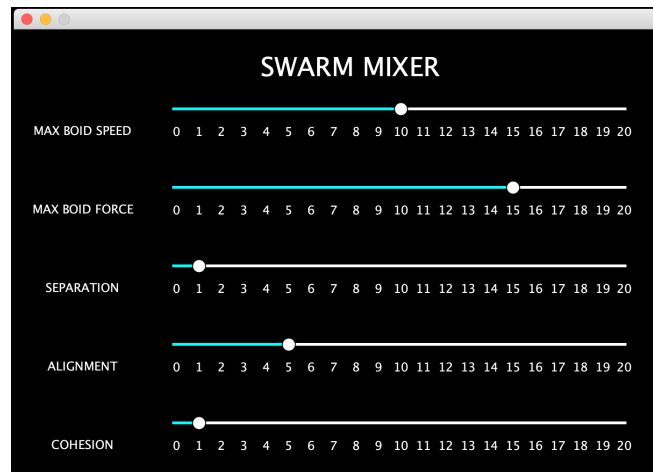 SWARM MIXER
MAX BOID SPEED 0 1 2 3 4 5 6 7 8 9 10 11 12 13 14 15 16 17 18 19 20
MAX BOID FORCE 0 1 2 3 4 5 6 7 8 9 10 11 12 13 14 15 16 17 18 19 20
SEPARATION 0 1 2 3 4 5 6 7 8 9 10 11 12 13 14 15 16 17 18 19 20
ALIGNMENT 0 1 2 3 4 5 6 7 8 9 10 11 12 13 14 15 16 17 18 19 20
COHESION 0 1 2 3 4 5 6 7 8 9 10 11 12 13 14 15 16 17 18 19 20